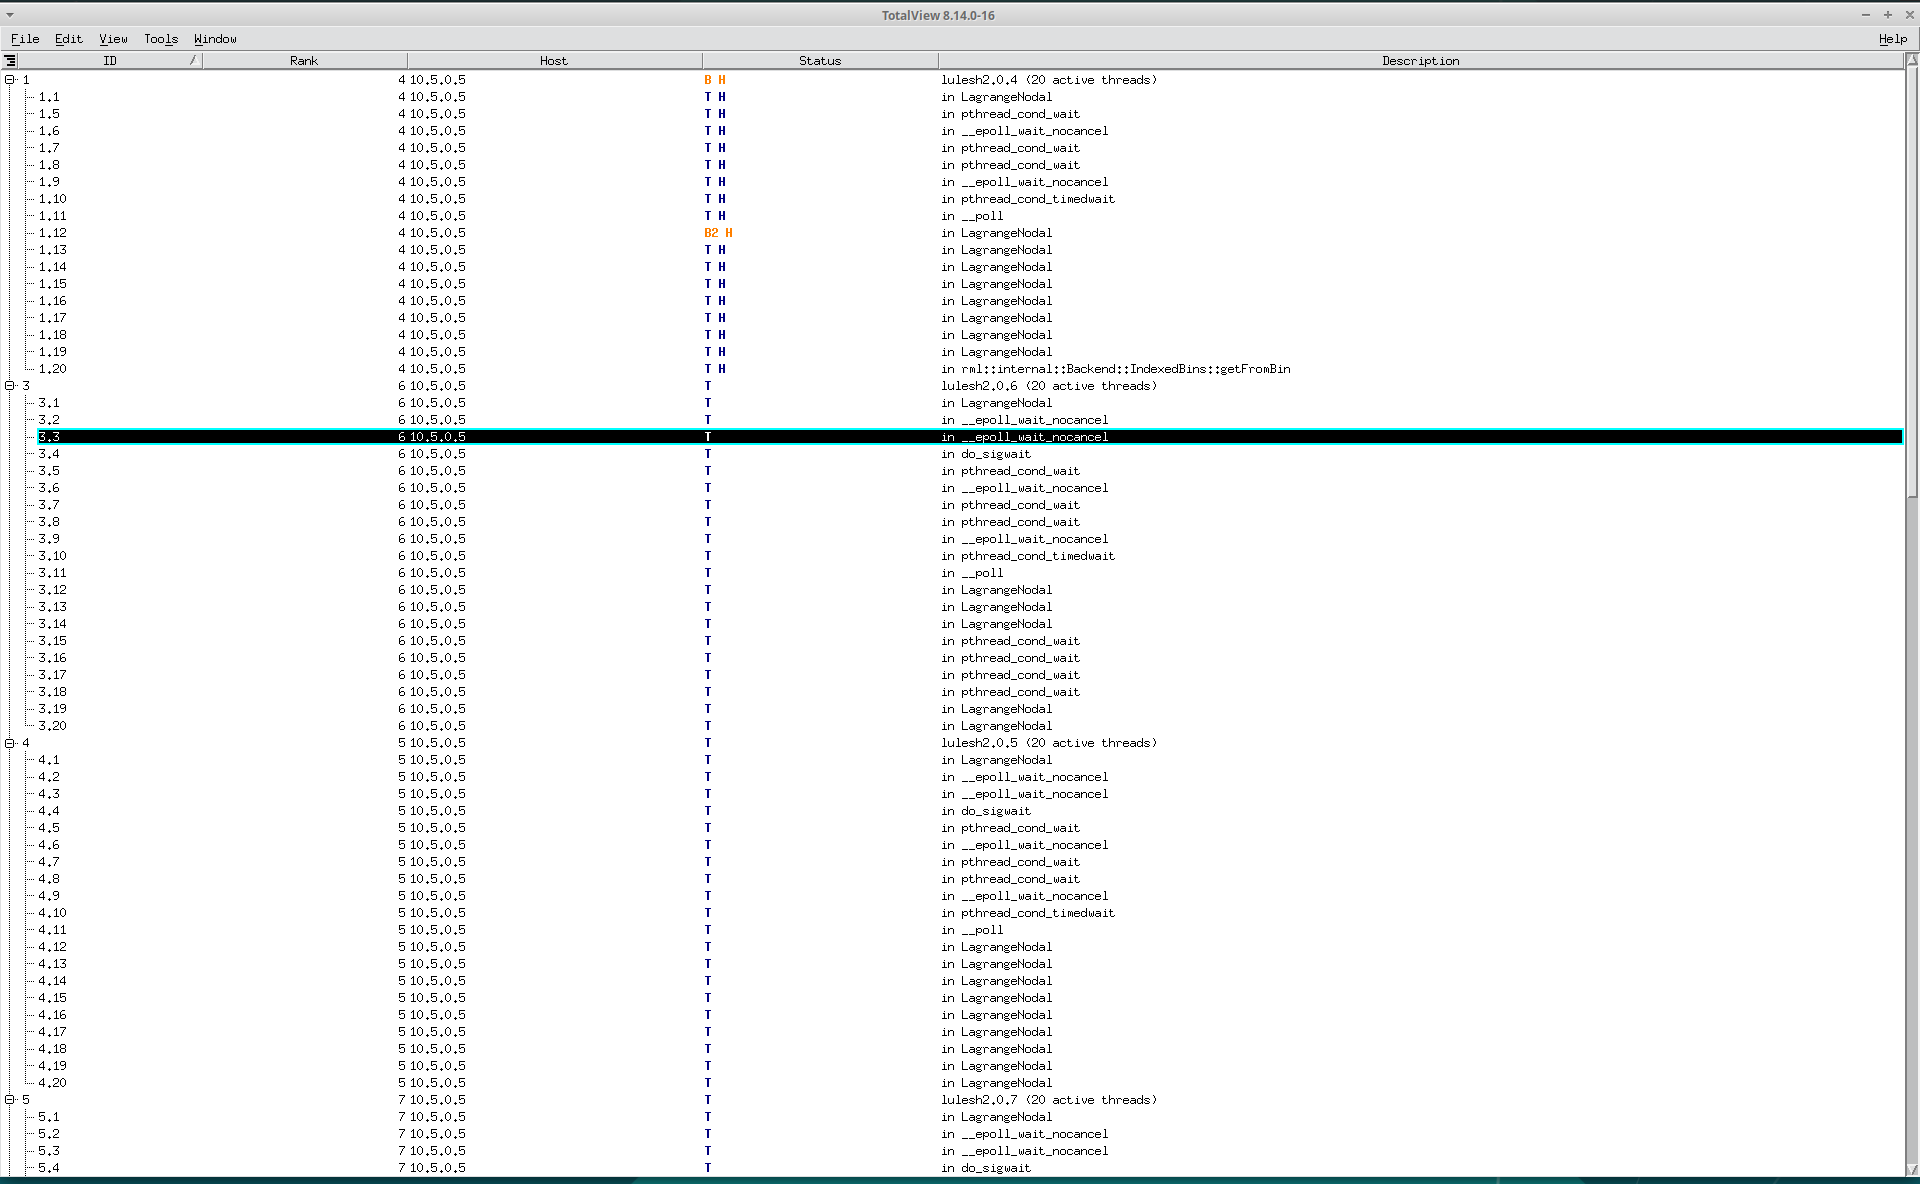 TotalView 8.14.0-16
File Edit View Tools Window Help
ID Rank Host Status Description
1 4 10.5.0.5 B H lulesh2.0.4 (20 active threads)
1.1 4 10.5.0.5 T H in LagrangeNodal
1.5 4 10.5.0.5 T H in pthread_cond_wait
1.6 4 10.5.0.5 T H in __epoll_wait_nocancel
1.7 4 10.5.0.5 T H in pthread_cond_wait
1.8 4 10.5.0.5 T H in pthread_cond_wait
1.9 4 10.5.0.5 T H in __epoll_wait_nocancel
1.10 4 10.5.0.5 T H in pthread_cond_timedwait
1.11 4 10.5.0.5 T H in __poll
1.12 4 10.5.0.5 B2 H in LagrangeNodal
1.13 4 10.5.0.5 T H in LagrangeNodal
1.14 4 10.5.0.5 T H in LagrangeNodal
1.15 4 10.5.0.5 T H in LagrangeNodal
1.16 4 10.5.0.5 T H in LagrangeNodal
1.17 4 10.5.0.5 T H in LagrangeNodal
1.18 4 10.5.0.5 T H in LagrangeNodal
1.19 4 10.5.0.5 T H in LagrangeNodal
1.20 4 10.5.0.5 T H in rml::internal::Backend::IndexedBins::getFromBin
3 6 10.5.0.5 T lulesh2.0.6 (20 active threads)
3.1 6 10.5.0.5 T in LagrangeNodal
3.2 6 10.5.0.5 T in __epoll_wait_nocancel
3.3 6 10.5.0.5 T in __epoll_wait_nocancel
3.4 6 10.5.0.5 T in do_sigwait
3.5 6 10.5.0.5 T in pthread_cond_wait
3.6 6 10.5.0.5 T in __epoll_wait_nocancel
3.7 6 10.5.0.5 T in pthread_cond_wait
3.8 6 10.5.0.5 T in pthread_cond_wait
3.9 6 10.5.0.5 T in __epoll_wait_nocancel
3.10 6 10.5.0.5 T in pthread_cond_timedwait
3.11 6 10.5.0.5 T in __poll
3.12 6 10.5.0.5 T in LagrangeNodal
3.13 6 10.5.0.5 T in LagrangeNodal
3.14 6 10.5.0.5 T in LagrangeNodal
3.15 6 10.5.0.5 T in pthread_cond_wait
3.16 6 10.5.0.5 T in pthread_cond_wait
3.17 6 10.5.0.5 T in pthread_cond_wait
3.18 6 10.5.0.5 T in pthread_cond_wait
3.19 6 10.5.0.5 T in LagrangeNodal
3.20 6 10.5.0.5 T in LagrangeNodal
4 5 10.5.0.5 T lulesh2.0.5 (20 active threads)
4.1 5 10.5.0.5 T in LagrangeNodal
4.2 5 10.5.0.5 T in __epoll_wait_nocancel
4.3 5 10.5.0.5 T in __epoll_wait_nocancel
4.4 5 10.5.0.5 T in do_sigwait
4.5 5 10.5.0.5 T in pthread_cond_wait
4.6 5 10.5.0.5 T in __epoll_wait_nocancel
4.7 5 10.5.0.5 T in pthread_cond_wait
4.8 5 10.5.0.5 T in pthread_cond_wait
4.9 5 10.5.0.5 T in __epoll_wait_nocancel
4.10 5 10.5.0.5 T in pthread_cond_timedwait
4.11 5 10.5.0.5 T in __poll
4.12 5 10.5.0.5 T in LagrangeNodal
4.13 5 10.5.0.5 T in LagrangeNodal
4.14 5 10.5.0.5 T in LagrangeNodal
4.15 5 10.5.0.5 T in LagrangeNodal
4.16 5 10.5.0.5 T in LagrangeNodal
4.17 5 10.5.0.5 T in LagrangeNodal
4.18 5 10.5.0.5 T in LagrangeNodal
4.19 5 10.5.0.5 T in LagrangeNodal
4.20 5 10.5.0.5 T in LagrangeNodal
5 7 10.5.0.5 T lulesh2.0.7 (20 active threads)
5.1 7 10.5.0.5 T in LagrangeNodal
5.2 7 10.5.0.5 T in __epoll_wait_nocancel
5.3 7 10.5.0.5 T in __epoll_wait_nocancel
5.4 7 10.5.0.5 T in do_sigwait